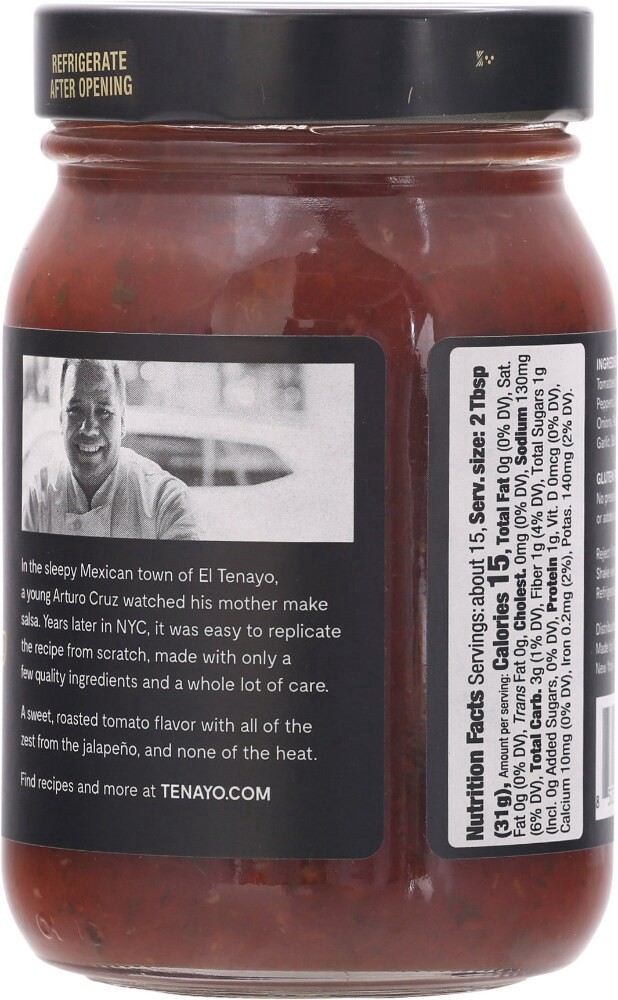 REFRIGERATE
AFTER OPENING
In the sleepy Mexican town of El Tenayo,
a young Arturo Cruz watched his mother make
salsa. Years later in NYC, it was easy to replicate
the recipe from scratch, made with only a
few quality ingredients and a whole lot of care.
A sweet, roasted tomato flavor with all of the
zest from the jalapeño, and none of the heat.
Find recipes and more at TENAYO.COM
Nutrition Facts Servings: about 15, Serv. size: 2 Tbsp
(31g), Amount per serving: Calories 15, Total Fat 0g (0% DV), Sat.
Fat 0g (0% DV), Trans Fat 0g, Cholest. 0mg (0% DV), Sodium 130mg
(6% DV), Total Carb. 3g (1% DV), Fiber 1g (4% DV), Total Sugars 1g
(Incl. 0g Added Sugars, 0% DV), Protein 1g, Vit. D 0mcg (0% DV),
Calcium 10mg (0% DV), Iron 0.2mg (2%), Potas. 140mg (2% DV).
8